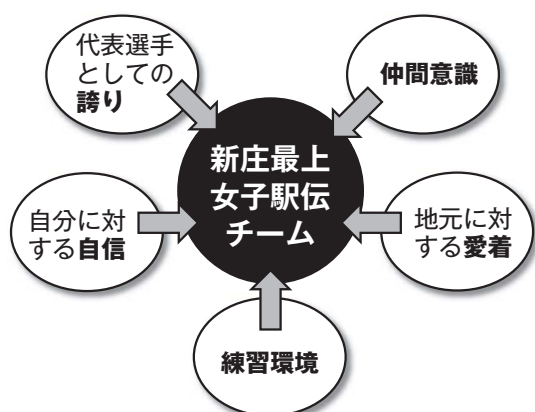 代表選手
としての
誇り
仲間意識
新庄最上
女子駅伝
チーム
自分に対
する自信
地元に対
する愛着
練習環境